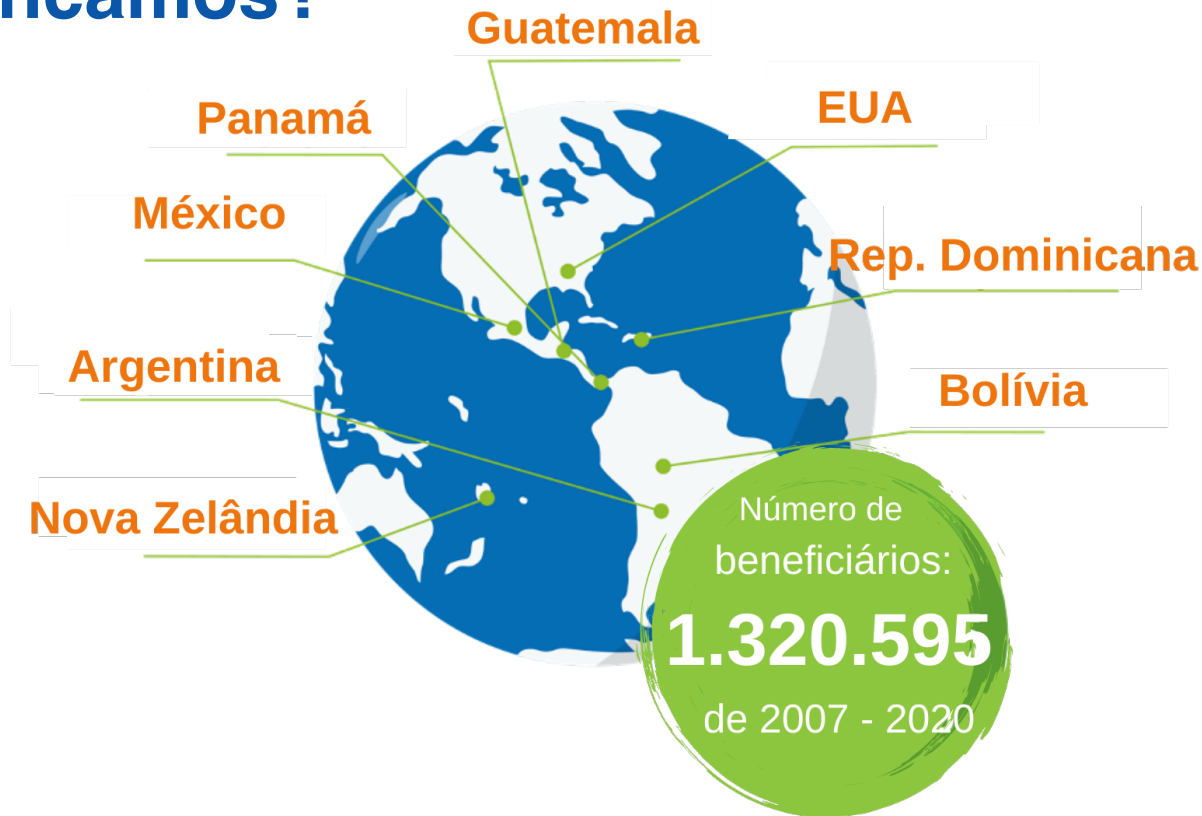 ncamos?
Guatemala
Panamá
EUA
México
Rep. Dominicana
Argentina
Bolívia
Nova Zelândia
Número de
beneficiários:
1.320.595
de 2007 - 2020